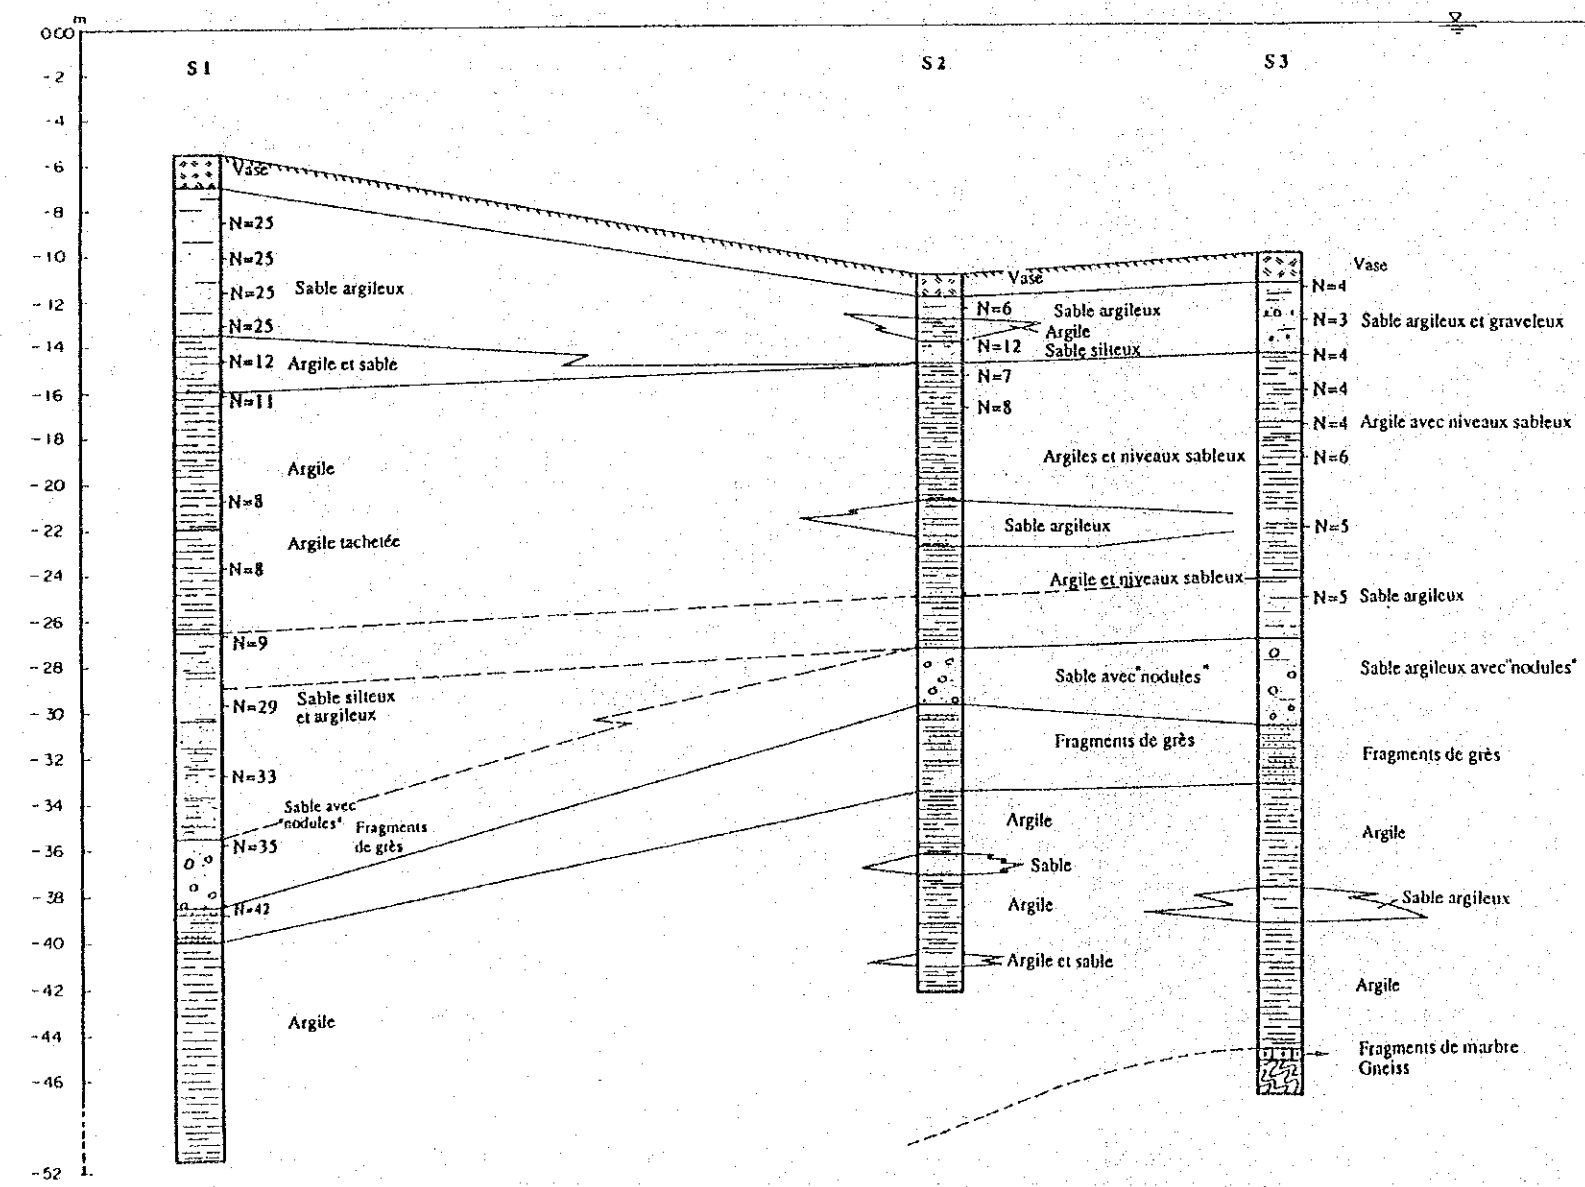 m
0.00
-2
-4
-6
-8
-10
-12
-14
-16
-18
-20
-22
-24
-26
-28
-30
-32
-34
-36
-38
-40
-42
-44
-46
-52
S1
Vase
N=25
N=25
N=25
Sable argileux
N=25
N=12
Argile et sable
N=11
Argile
N=8
Argile tachetée
N=8
N=9
N=29
Sable silteux
et argileux
N=33
Sable avec
"nodules"
Fragments
de grès
N=35
N=42
Argile
S2
Vase
N=6
Sable argileux
Argile
N=12
Sable silteux
N=7
N=8
Argiles et niveaux sableux
Sable argileux
Argile et niveaux sableux
Sable avec "nodules"
Fragments de grès
Argile
Sable
Argile
Argile et sable
S3
Vase
N=4
N=3
Sable argileux et graveleux
N=4
N=4
N=4
Argile avec niveaux sableux
N=6
N=5
N=5
Sable argileux
Sable argileux avec "nodules"
Fragments de grès
Argile
Sable argileux
Argile
Fragments de marbre
Gneiss